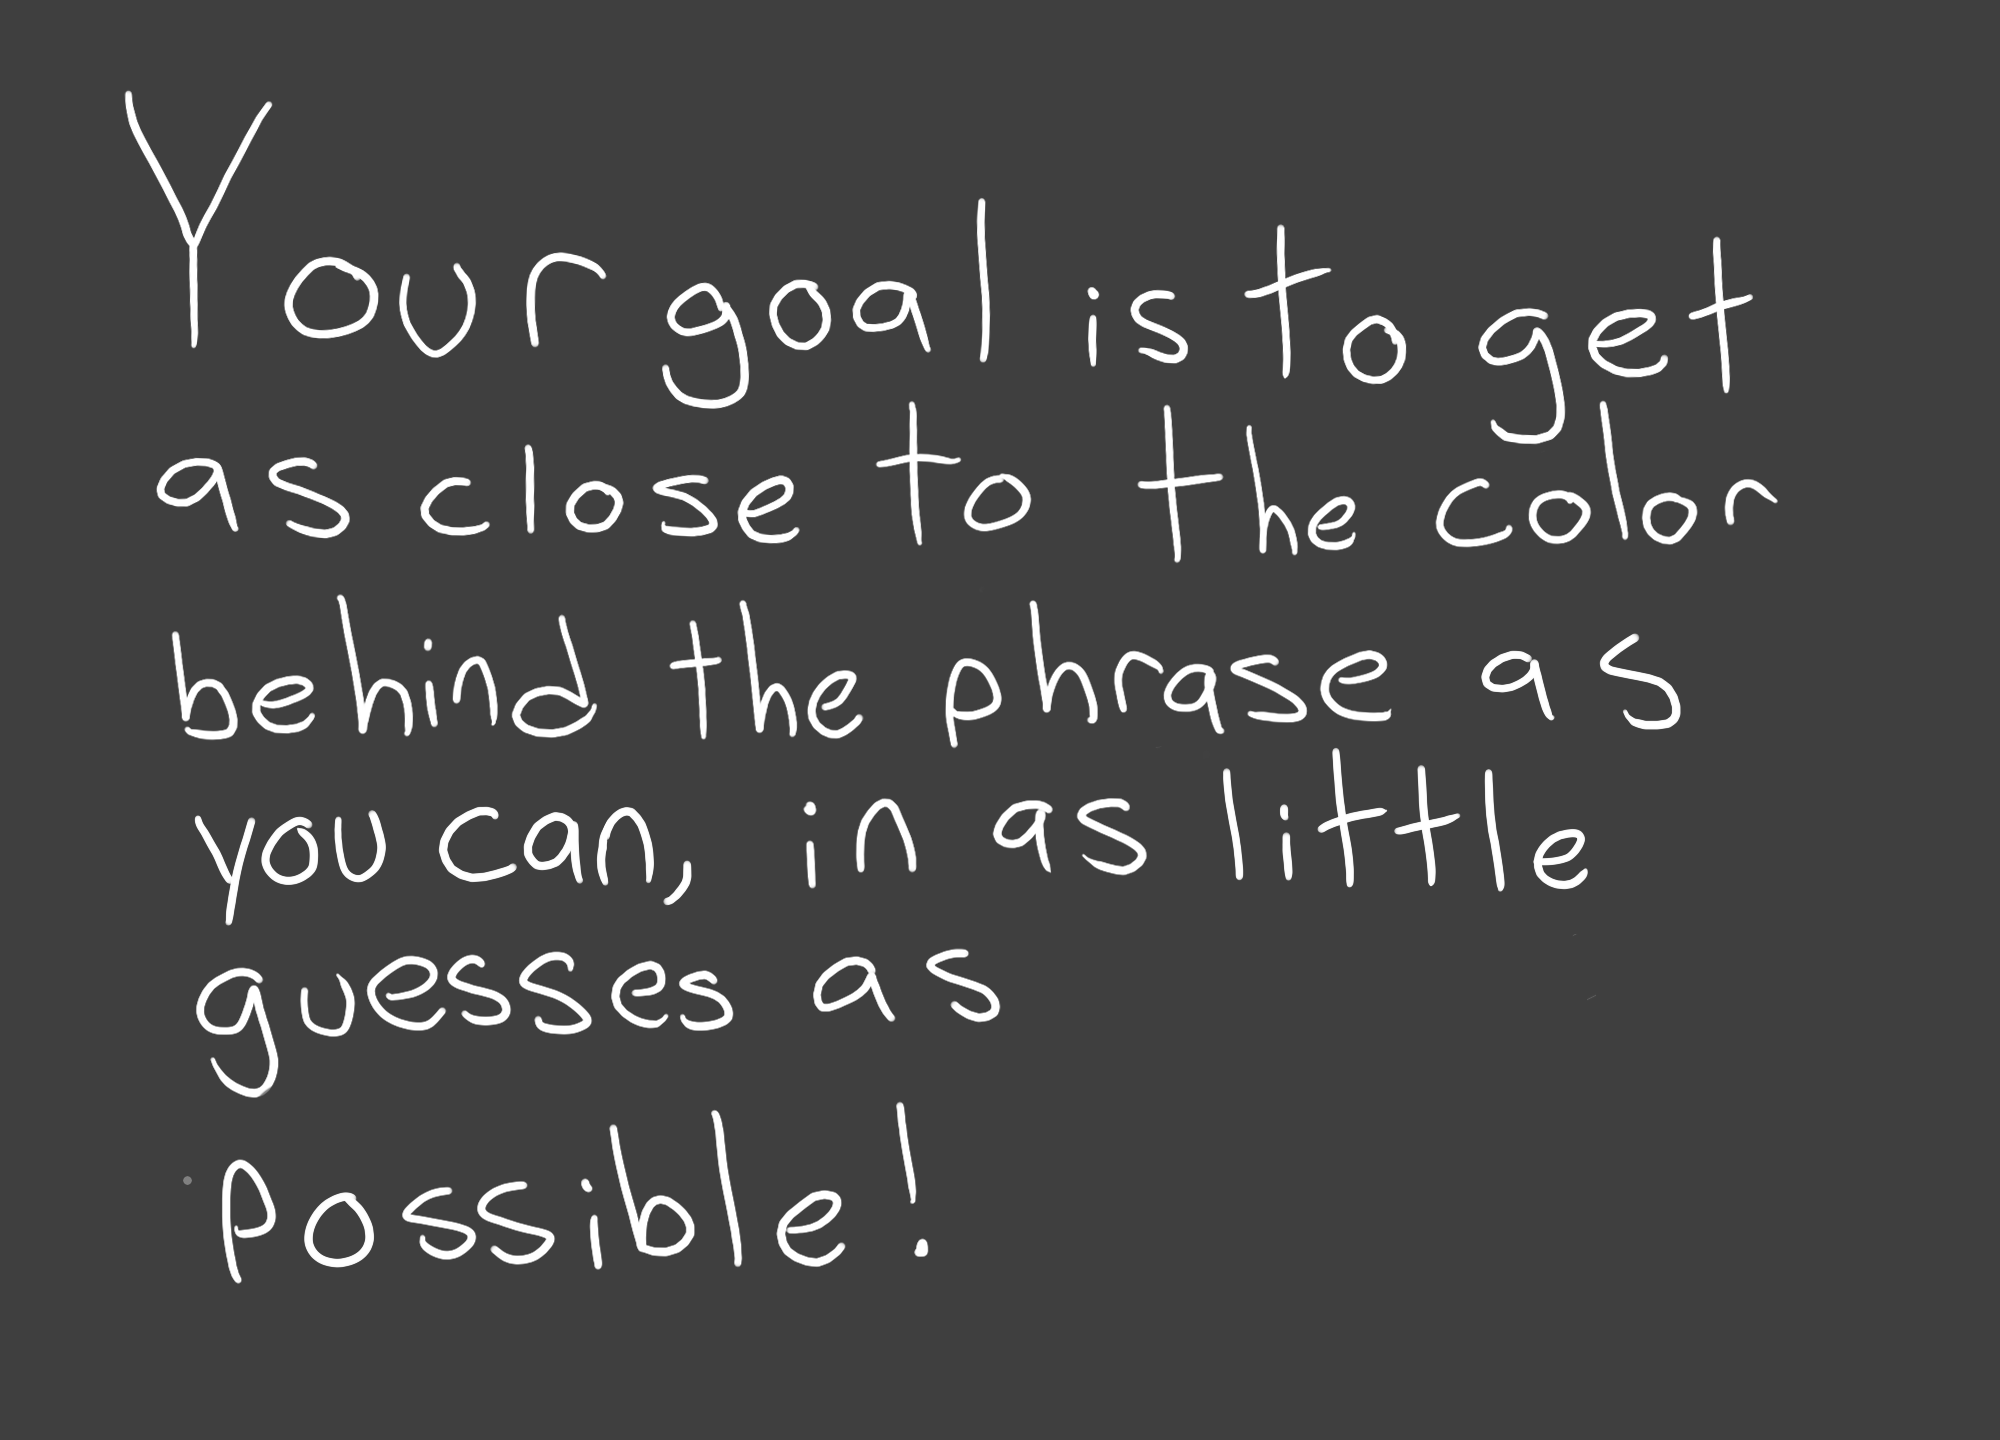 Your goal is to get
as close to the color
behind the phrase as
you can, in as little
guesses as
possible!